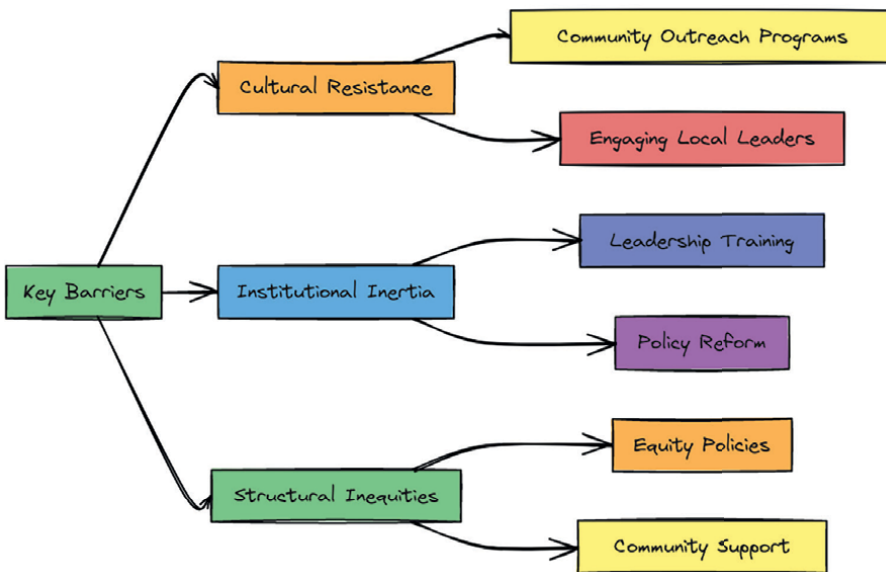 Community Outreach Programs
Cultural Resistance
Engaging Local Leaders
Leadership Training
Key Barriers
Institutional Inertia
Policy Reform
Equity Policies
Structural Inequities
Community Support